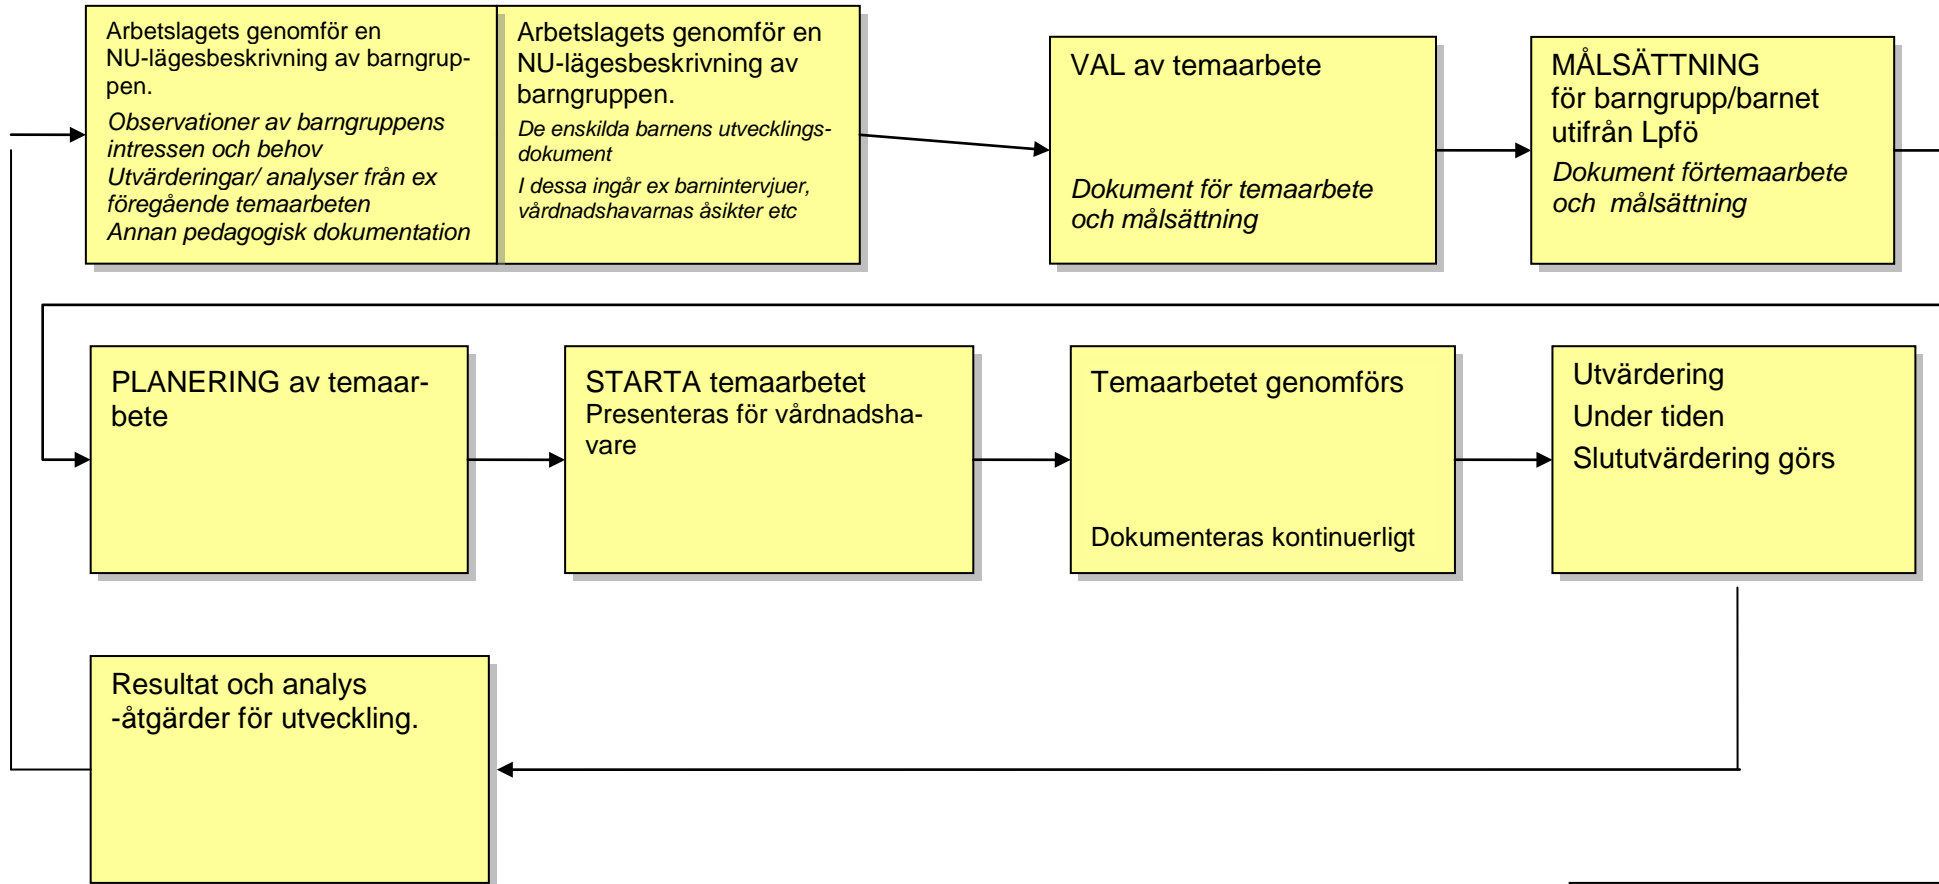 Arbetslagets genomför en
NU-lägesbeskrivning av barngrup-
pen.
Observationer av barngruppens
intressen och behov
Utvärderingar/ analyser från ex
föregående temaarbeten
Annan pedagogisk dokumentation
Arbetslagets genomför en
NU-lägesbeskrivning av
barngruppen.
De enskilda barnens utvecklings-
dokument
I dessa ingår ex barnintervjuer,
vårdnadshavarnas åsikter etc
VAL av temaarbete
Dokument för temaarbete
och målsättning
MÅLSÄTTNING
för barngrupp/barnet
utifrån Lpfö
Dokument förtemaarbete
och målsättning
PLANERING av temaar-
bete
STARTA temaarbetet
Presenteras för vårdnadsha-
vare
Temaarbetet genomförs
Dokumenteras kontinuerligt
Utvärdering
Under tiden
Slututvärdering görs
Resultat och analys
-åtgärder för utveckling.